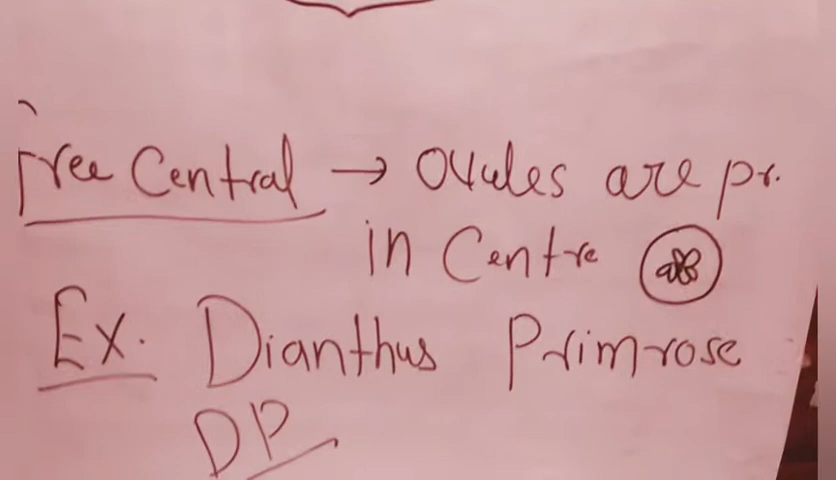 Free Central → Ovules are pr.
in Centre
Ex. Dianthus Primrose
DP